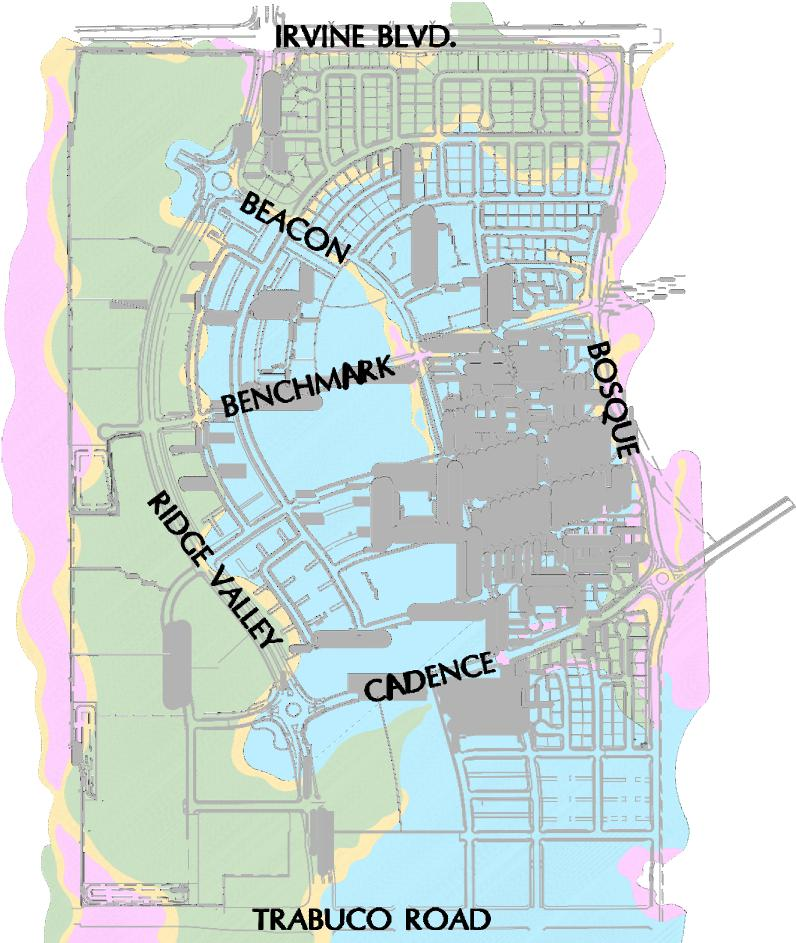 IRVINE BLVD.
BEACON
BENCHMARK
BOSQUE
RIDGE VALLEY
CADENCE
TRABUCO ROAD